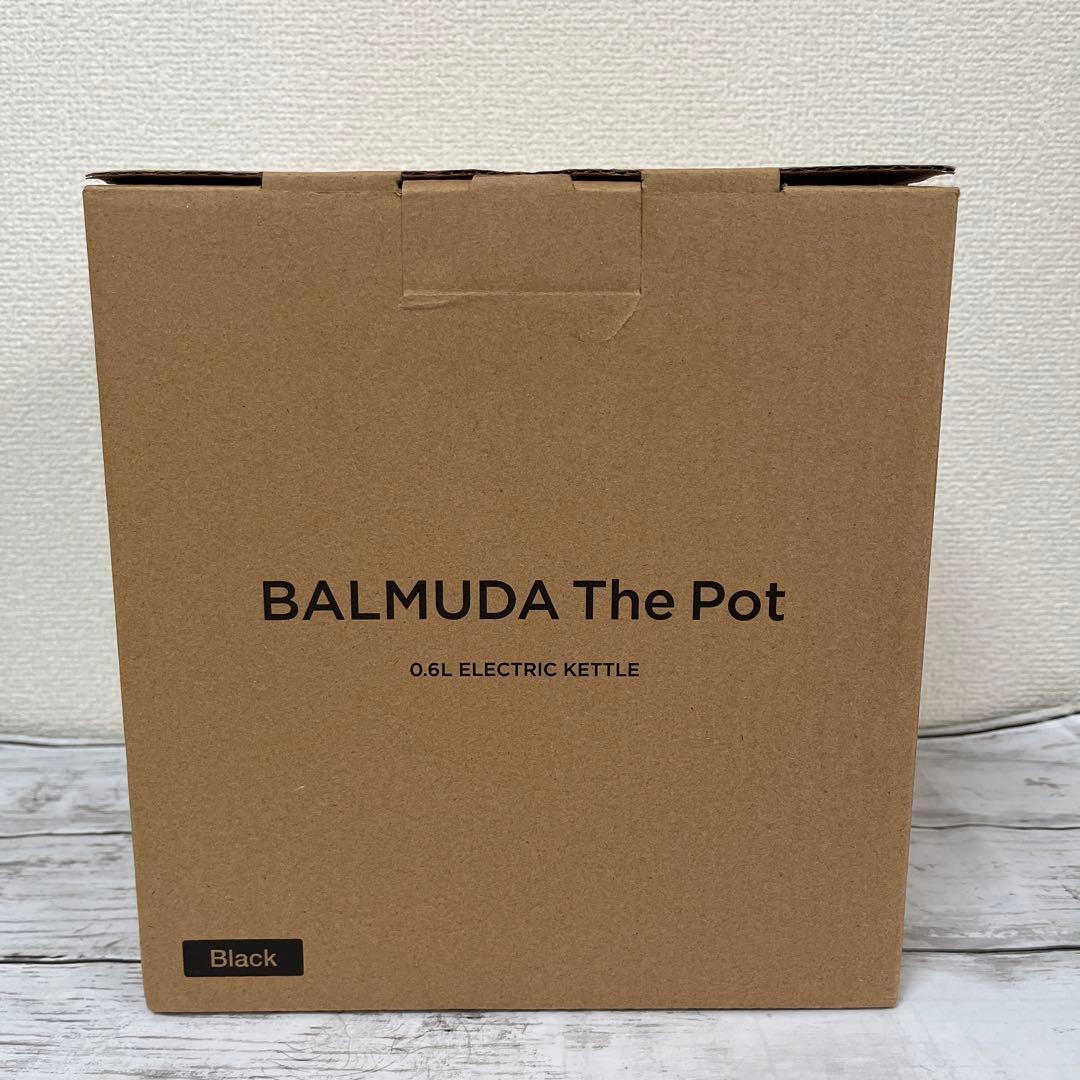 BALMUDA The Pot
0.6L ELECTRIC KETTLE
Black